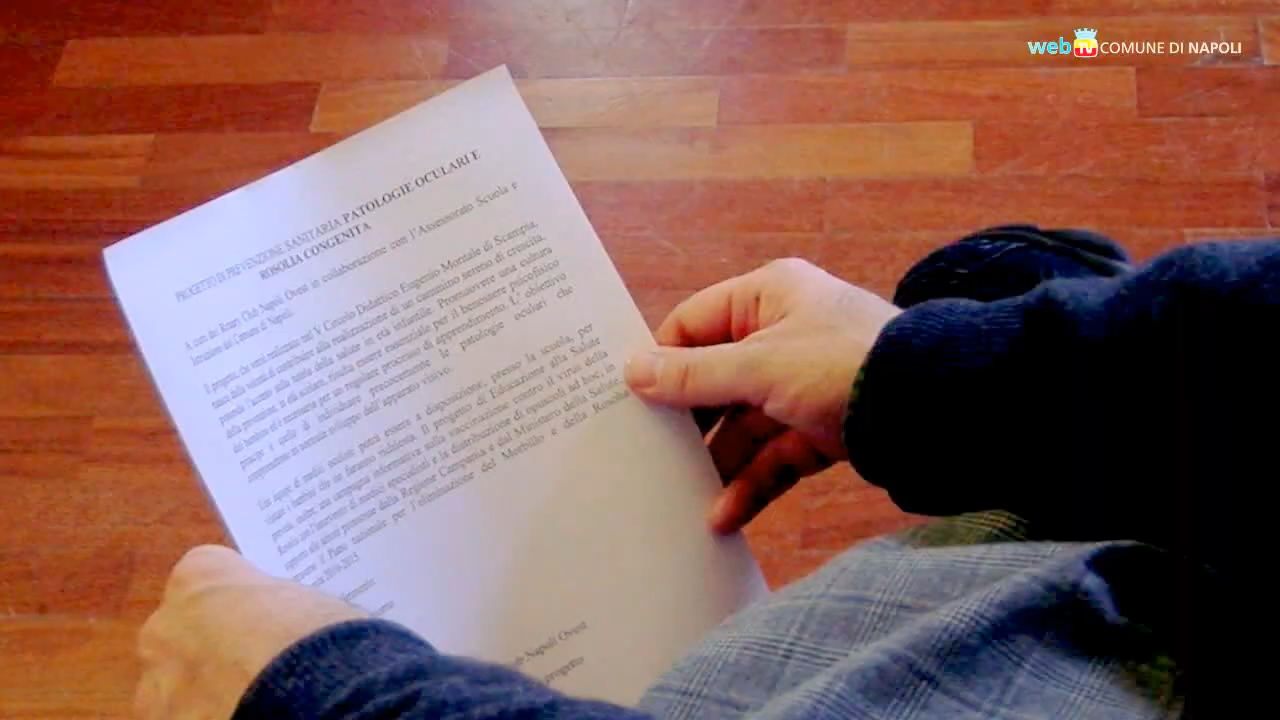 web TV COMUNE DI NAPOLI
PROGETTO DI PREVENZIONE SANITARIA PATOLOGIE OCULARI E
ROSOLIA CONGENITA
A cura del Rotary Club Napoli Ovest in collaborazione con l'Assessorato Scuola e
Istruzione del Comune di Napoli.
Il progetto, che verrà realizzato nel V Circolo Didattico Eugenio Montale di Scampia,
nasce dalla volontà di contribuire alla realizzazione di un cammino sereno di crescita,
ponendo l'accento sulla tutela della salute in età infantile. Promuovere una cultura
della prevenzione, in età scolare, risulta essere essenziale per il benessere psicofisico
del bambino ed è necessaria per un regolare processo di apprendimento. L' obiettivo
è quello di individuare precocemente le patologie oculari che
compromettono un normale sviluppo dell'apparato visivo.
Una equipe di medici oculisti potrà essere a disposizione, presso la scuola, per
visitare i bambini che ne faranno richiesta. Il progetto di Educazione alla Salute
prevede, inoltre, una campagna informativa sulla vaccinazione contro il virus della
Rosolia con l'intervento di medici specialisti e la distribuzione di opuscoli ad hoc, in
supporto alle azioni promosse dalla Regione Campania e dal Ministero della Salute,
il Piano nazionale per l'eliminazione del Morbillo e della Rosolia
2010-2015.
Napoli Ovest
progetto